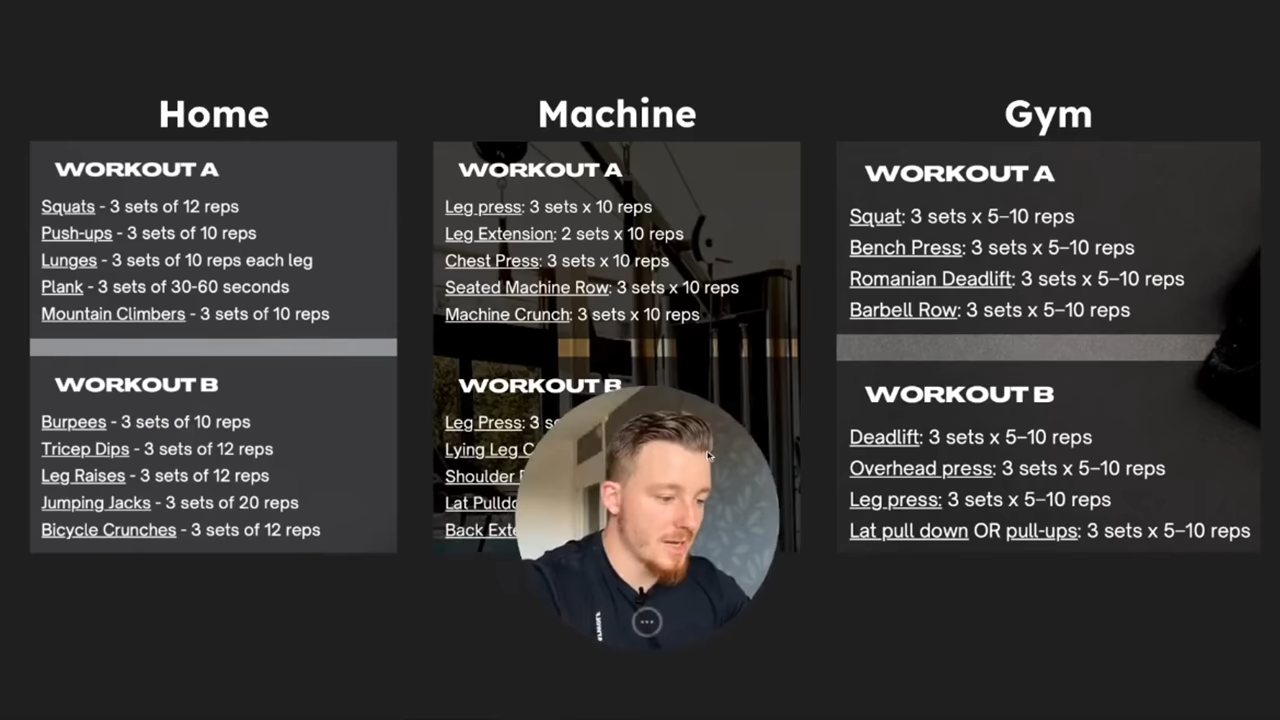 Home
WORKOUT A
Squats - 3 sets of 12 reps
Push-ups - 3 sets of 10 reps
Lunges - 3 sets of 10 reps each leg
Plank - 3 sets of 30-60 seconds
Mountain Climbers - 3 sets of 10 reps
WORKOUT B
Burpees - 3 sets of 10 reps
Tricep Dips - 3 sets of 12 reps
Leg Raises - 3 sets of 12 reps
Jumping Jacks - 3 sets of 20 reps
Bicycle Crunches - 3 sets of 12 reps
Machine
WORKOUT A
Leg press: 3 sets x 10 reps
Leg Extension: 2 sets x 10 reps
Chest Press: 3 sets x 10 reps
Seated Machine Row: 3 sets x 10 reps
Machine Crunch: 3 sets x 10 reps
WORKOUT B
Leg Press: 3
Lying Leg
Shoulder
Lat
Back
Gym
WORKOUT A
Squat: 3 sets x 5–10 reps
Bench Press: 3 sets x 5–10 reps
Romanian Deadlift: 3 sets x 5–10 reps
Barbell Row: 3 sets x 5–10 reps
WORKOUT B
Deadlift: 3 sets x 5–10 reps
Overhead press: 3 sets x 5–10 reps
Leg press: 3 sets x 5–10 reps
Lat pull down OR pull-ups: 3 sets x 5–10 reps